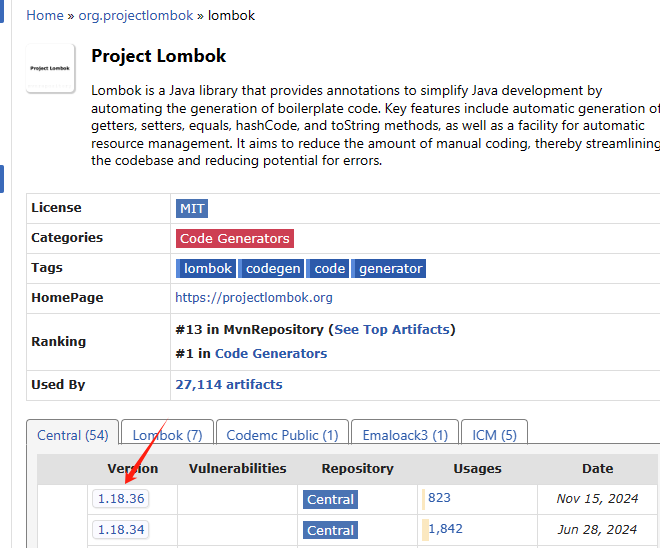 Home » org.projectlombok » lombok
Project Lombok
Project Lombok
Lombok is a Java library that provides annotations to simplify Java development by
automating the generation of boilerplate code. Key features include automatic generation of
getters, setters, equals, hashCode, and toString methods, as well as a facility for automatic
resource management. It aims to reduce the amount of manual coding, thereby streamlining
the codebase and reducing potential for errors.
License MIT
Categories Code Generators
Tags lombok codegen code generator
HomePage https://projectlombok.org
Ranking #13 in MvnRepository (See Top Artifacts)
#1 in Code Generators
Used By 27,114 artifacts
Central (54) Lombok (7) Codemc Public (1) Emaloack3 (1) ICM (5)
Version Vulnerabilities Repository Usages Date
1.18.36 Central 823 Nov 15, 2024
1.18.34 Central 1,842 Jun 28, 2024